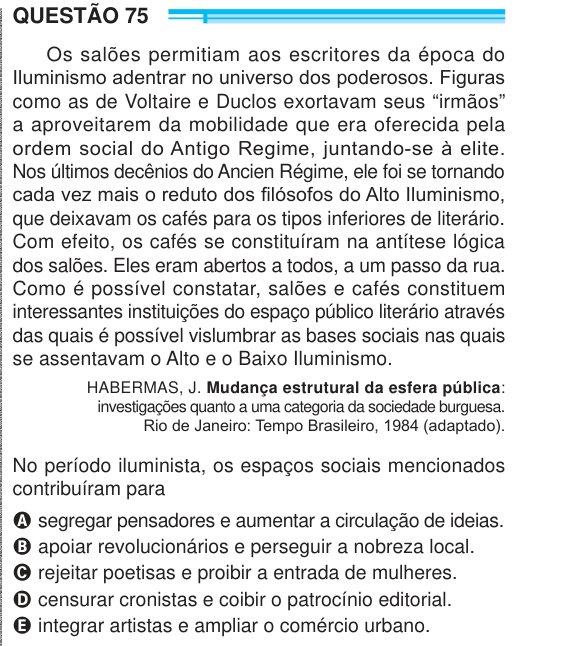 QUESTÃO 75
Os salões permitiam aos escritores da época do
Iluminismo adentrar no universo dos poderosos. Figuras
como as de Voltaire e Duclos exortavam seus “irmãos”
a aproveitarem da mobilidade que era oferecida pela
ordem social do Antigo Regime, juntando-se à elite.
Nos últimos decênios do Ancien Régime, ele foi se tornando
cada vez mais o reduto dos filósofos do Alto Iluminismo,
que deixavam os cafés para os tipos inferiores de literário.
Com efeito, os cafés se constituíram na antítese lógica
dos salões. Eles eram abertos a todos, a um passo da rua.
Como é possível constatar, salões e cafés constituem
interessantes instituições do espaço público literário através
das quais é possível vislumbrar as bases sociais nas quais
se assentavam o Alto e o Baixo Iluminismo.
HABERMAS, J. Mudança estrutural da esfera pública:
investigações quanto a uma categoria da sociedade burguesa.
Rio de Janeiro: Tempo Brasileiro, 1984 (adaptado).
No período iluminista, os espaços sociais mencionados
contribuíram para
A segregar pensadores e aumentar a circulação de ideias.
B apoiar revolucionários e perseguir a nobreza local.
C rejeitar poetisas e proibir a entrada de mulheres.
D censurar cronistas e coibir o patrocínio editorial.
E integrar artistas e ampliar o comércio urbano.